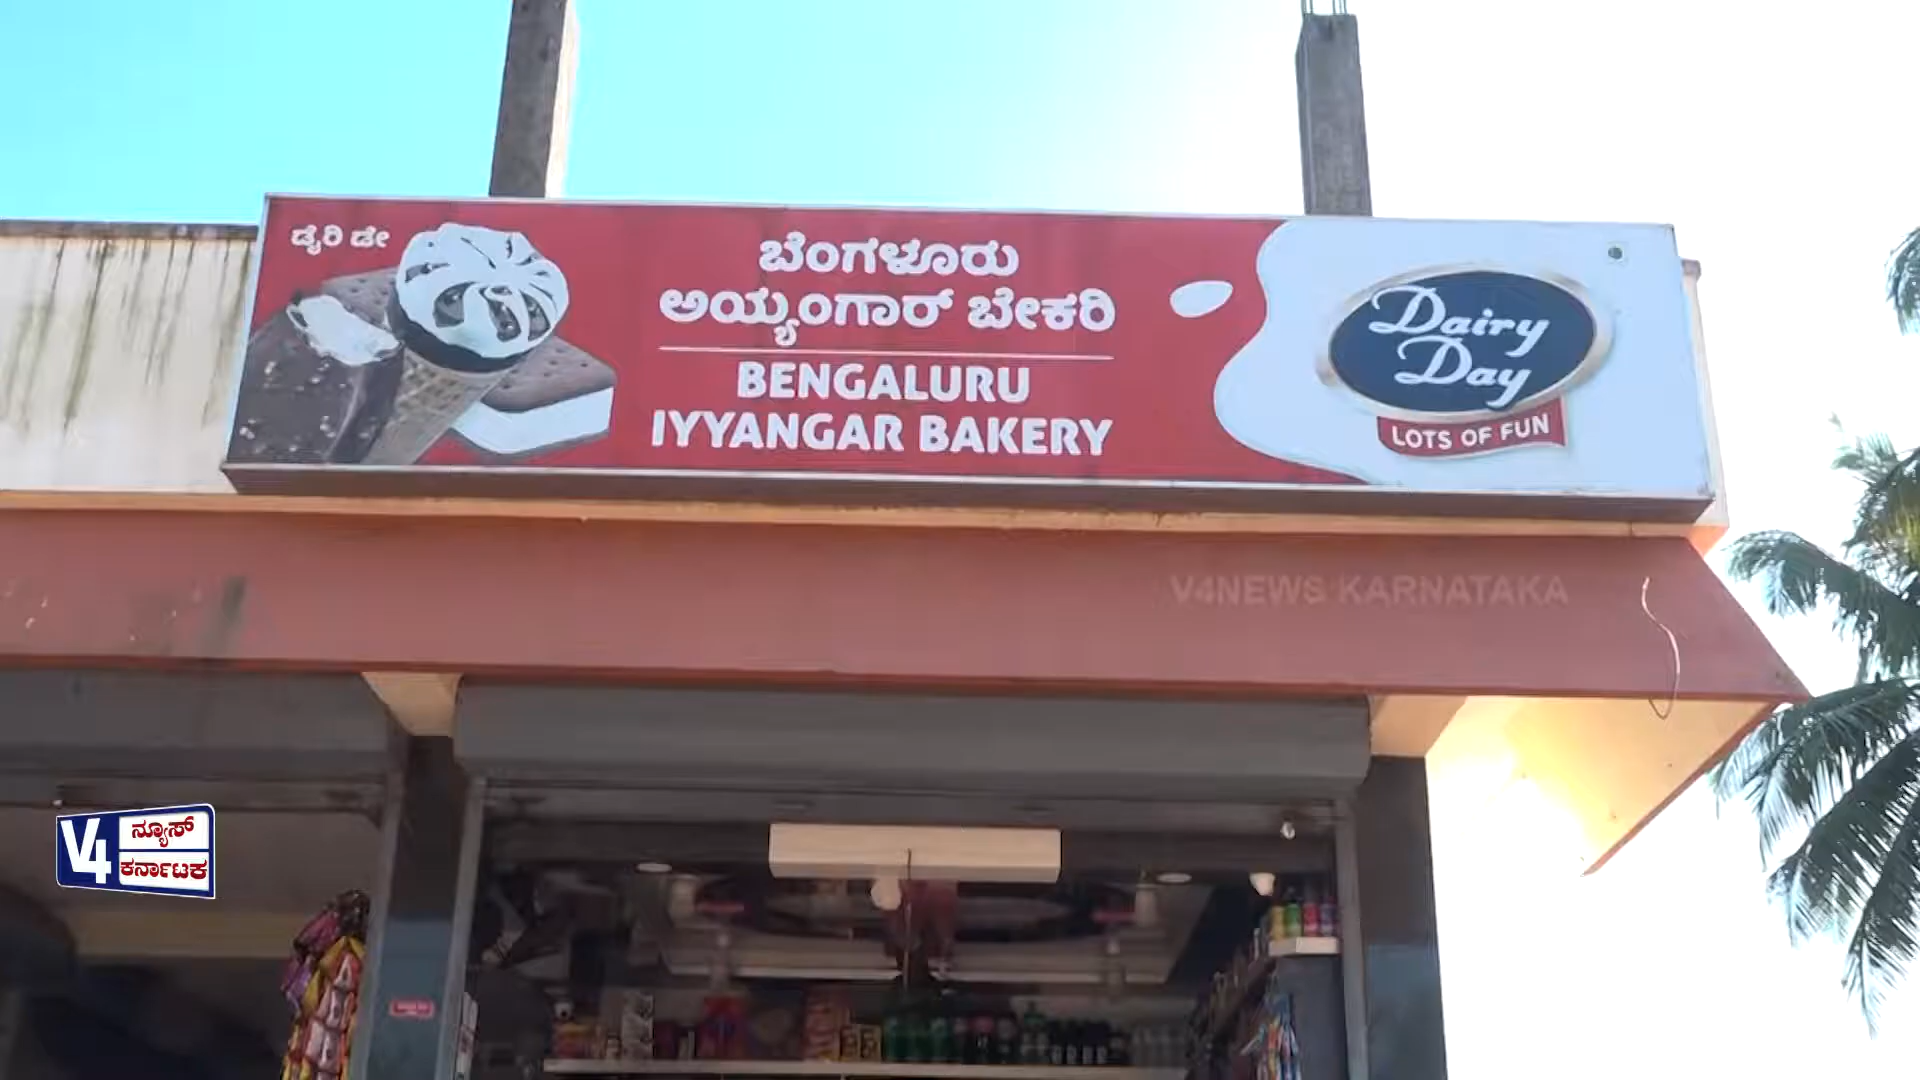 ಡೈರಿ ಡೇ
ಬೆಂಗಳೂರು
ಅಯ್ಯಂಗಾರ್ ಬೇಕರಿ
BENGALURU
IYYANGAR BAKERY
Dairy
Day
LOTS OF FUN
V4NEWS KARNATAKA
V4
ನ್ಯೂಸ್
ಕರ್ನಾಟಕ